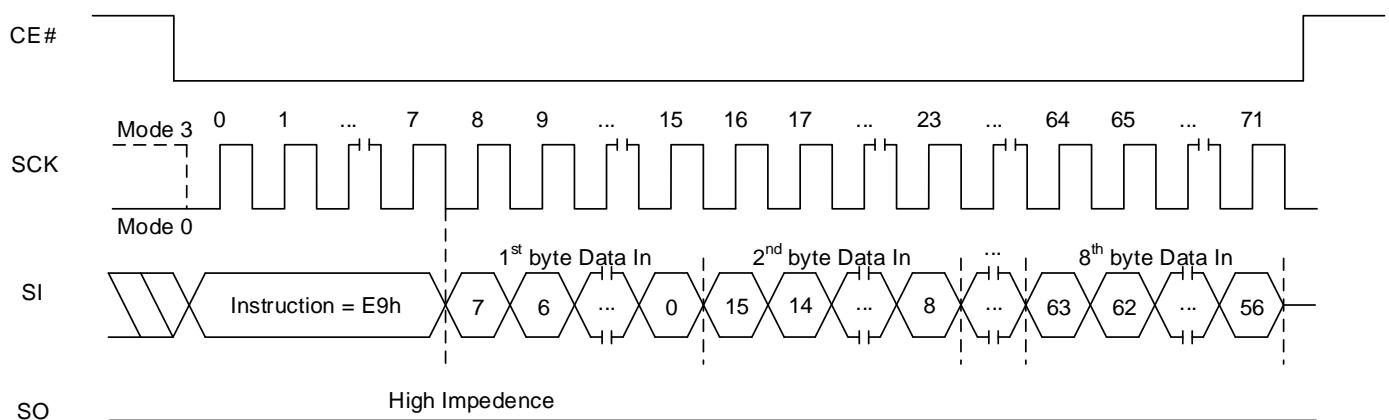 CE#
0 1 ... 7 8 9 ... 15 16 17 ... 23 ... 64 65 ... 71
Mode 3
SCK
Mode 0
1st byte Data In 2nd byte Data In ... 8th byte Data In
SI Instruction = E9h 7 6 ... 0 15 14 ... 8 ... 63 62 ... 56
High Impedence
SO